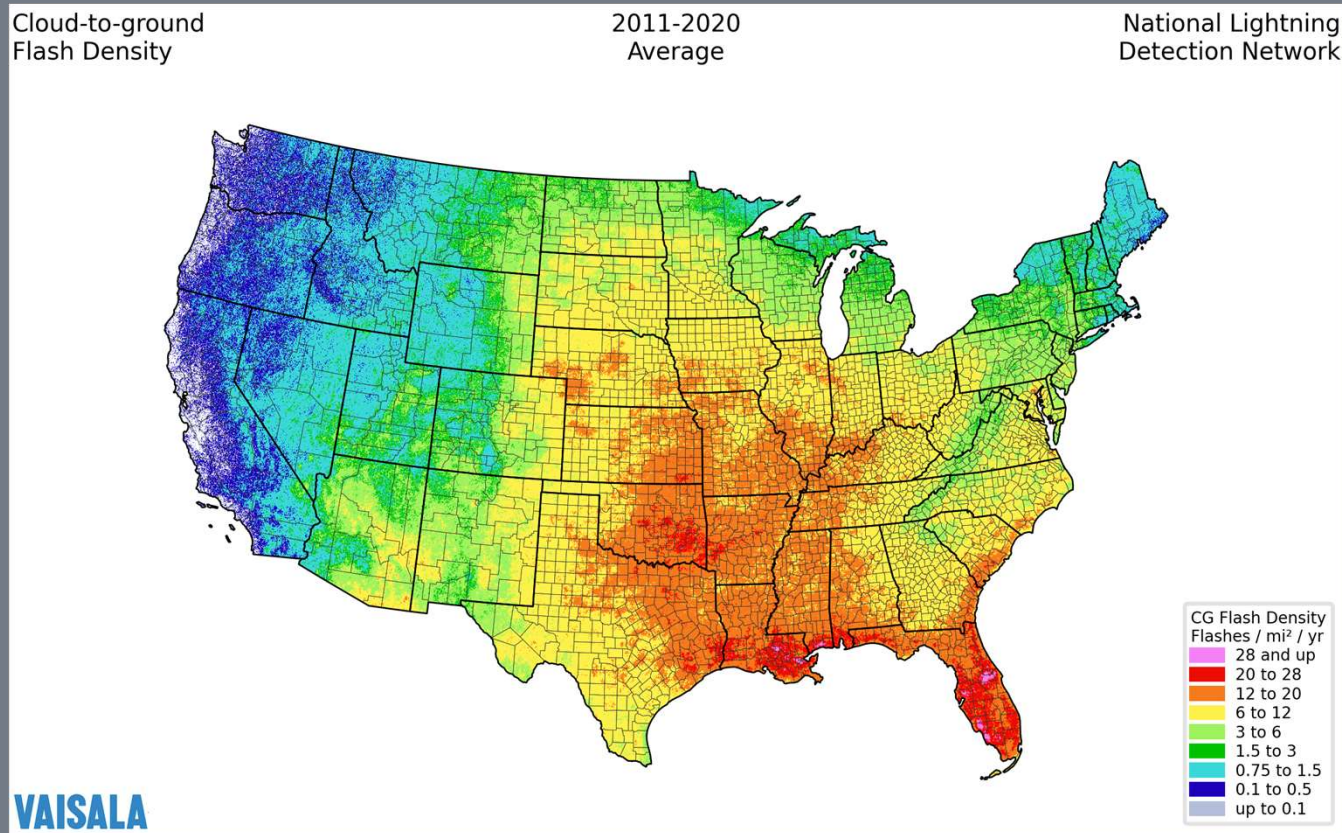 Cloud-to-ground
Flash Density
2011-2020
Average
National Lightning
Detection Network
CG Flash Density
Flashes / mi² / yr
28 and up
20 to 28
12 to 20
6 to 12
3 to 6
1.5 to 3
0.75 to 1.5
0.1 to 0.5
up to 0.1
VAISALA